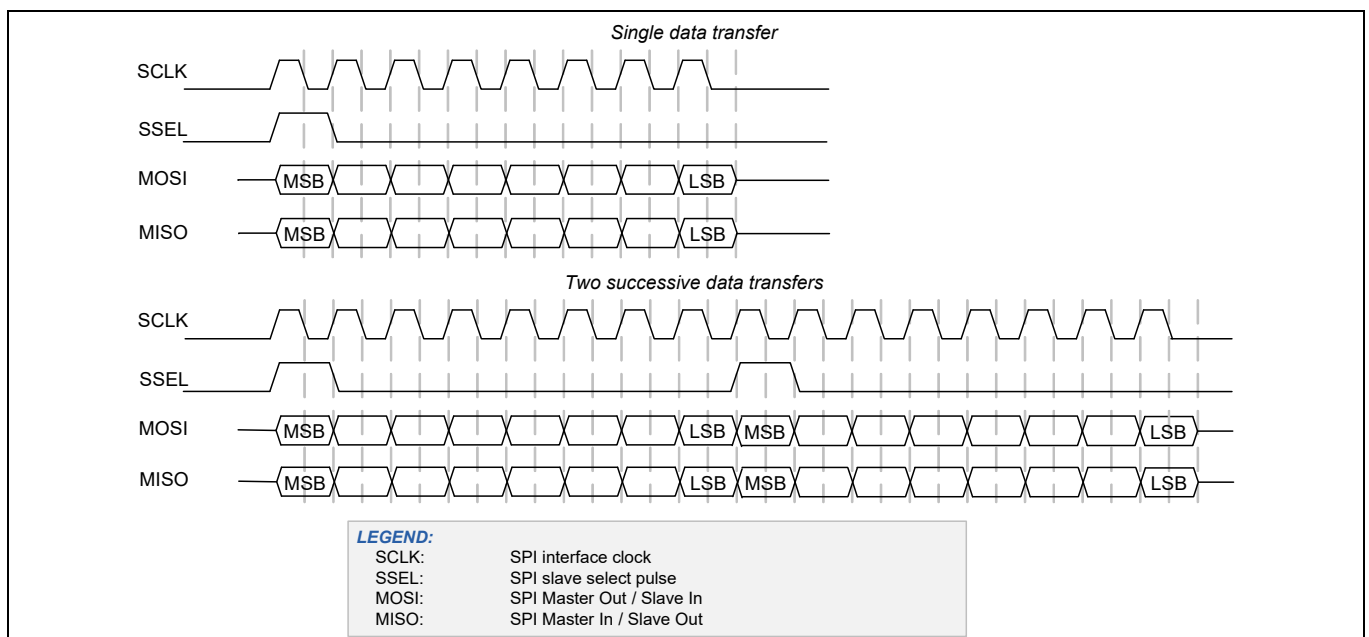 Single data transfer
SCLK
SSEL
MOSI MSB LSB
MISO MSB LSB
Two successive data transfers
SCLK
SSEL
MOSI MSB LSB MSB LSB
MISO MSB LSB MSB LSB
LEGEND:
SCLK: SPI interface clock
SSEL: SPI slave select pulse
MOSI: SPI Master Out / Slave In
MISO: SPI Master In / Slave Out